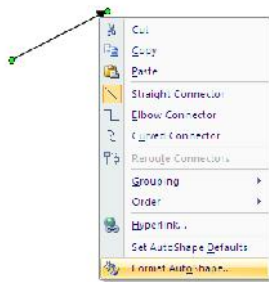 Cut
Copy
Paste
Straight Connector
Elbow Connector
Curved Connector
Reroute Connectors
Grouping
Order
Hyperlink...
Set AutoShape Defaults
Format AutoShape...